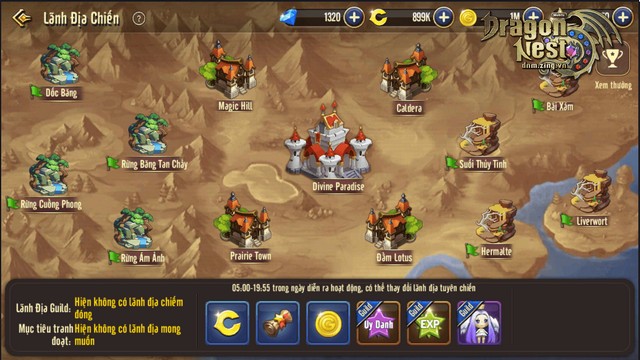 Lãnh Địa Chiến
?
1320
899K
1M
Dragon Nest
dnm.zing.vn
Xem thưởng
Dốc Băng
Magic Hill
Caldera
Bãi Xám
Rừng Băng Tan Chảy
Divine Paradise
Suối Thủy Tinh
Rừng Cuồng Phong
Liverwort
Rừng Ám Ảnh
Prairie Town
Đầm Lotus
Hermalte
05:00-19.55 trong ngày diễn ra hoạt động, có thể thay đổi lãnh địa tuyên chiến
Lãnh Địa Guild: Hiện không có lãnh địa chiếm
đóng
Mục tiêu tranh Hiện không có lãnh địa mong
đoạt: muốn
Guild
Uy Danh
Guild
EXP
Guild